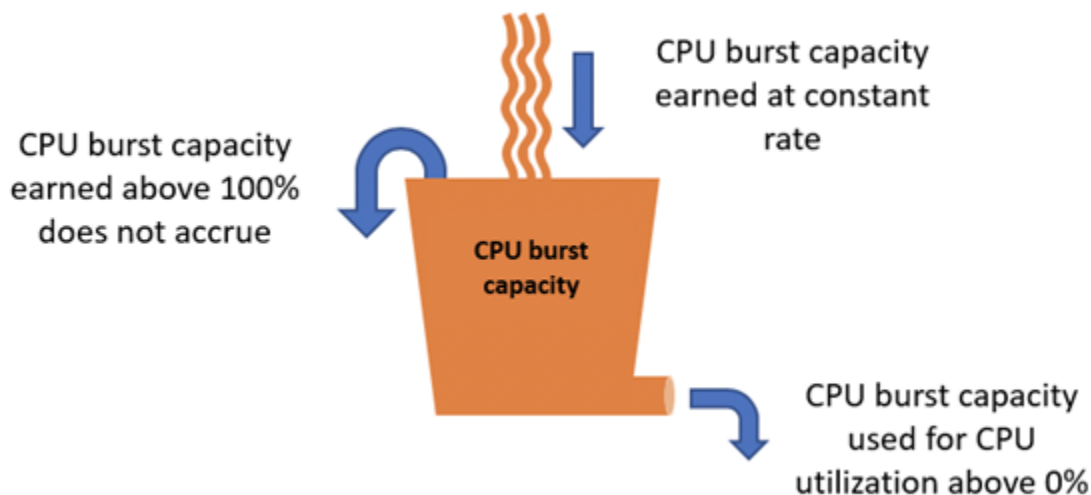 CPU burst capacity
earned at constant
rate
CPU burst capacity
earned above 100%
does not accrue
CPU burst
capacity
CPU burst capacity
used for CPU
utilization above 0%